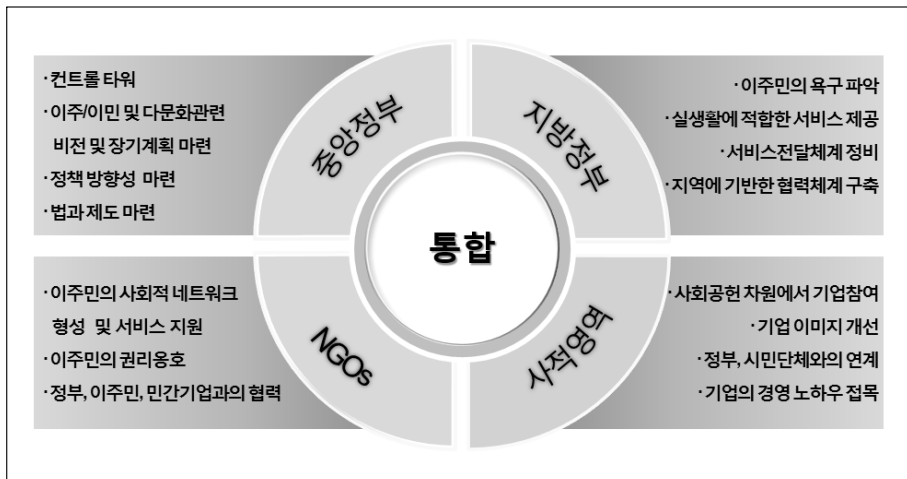 중앙정부
·컨트롤 타워
·이주/이민 및 다문화관련
비전 및 장기계획 마련
·정책 방향성 마련
·법과 제도 마련
지방정부
·이주민의 욕구 파악
·실생활에 적합한 서비스 제공
·서비스전달체계 정비
·지역에 기반한 협력체계 구축
통합
NGOs
·이주민의 사회적 네트워크
형성 및 서비스 지원
·이주민의 권리옹호
·정부, 이주민, 민간기업과의 협력
사적영역
·사회공헌 차원에서 기업참여
·기업 이미지 개선
·정부, 시민단체와의 연계
·기업의 경영 노하우 접목